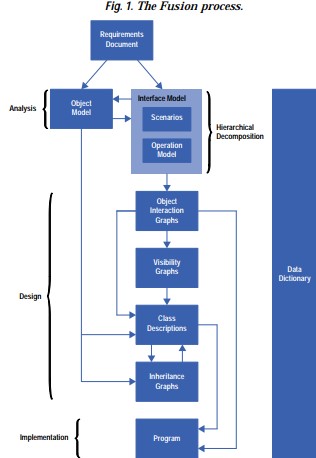 Fig. 1. The Fusion process.
Requirements
Document
Analysis
Object
Model
Interface Model
Scenarios
Operation
Model
Hierarchical
Decomposition
Object
Interaction
Graphs
Visibility
Graphs
Data
Dictionary
Design
Class
Descriptions
Inheritance
Graphs
Implementation
Program